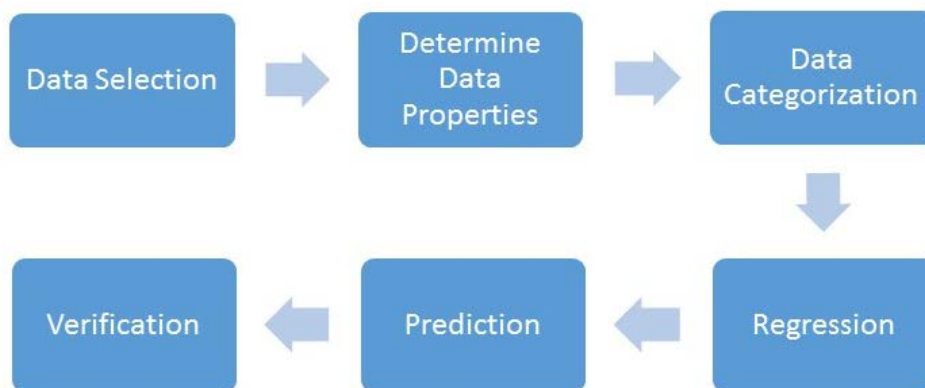 Data Selection
Determine
Data
Properties
Data
Categorization
Regression
Prediction
Verification